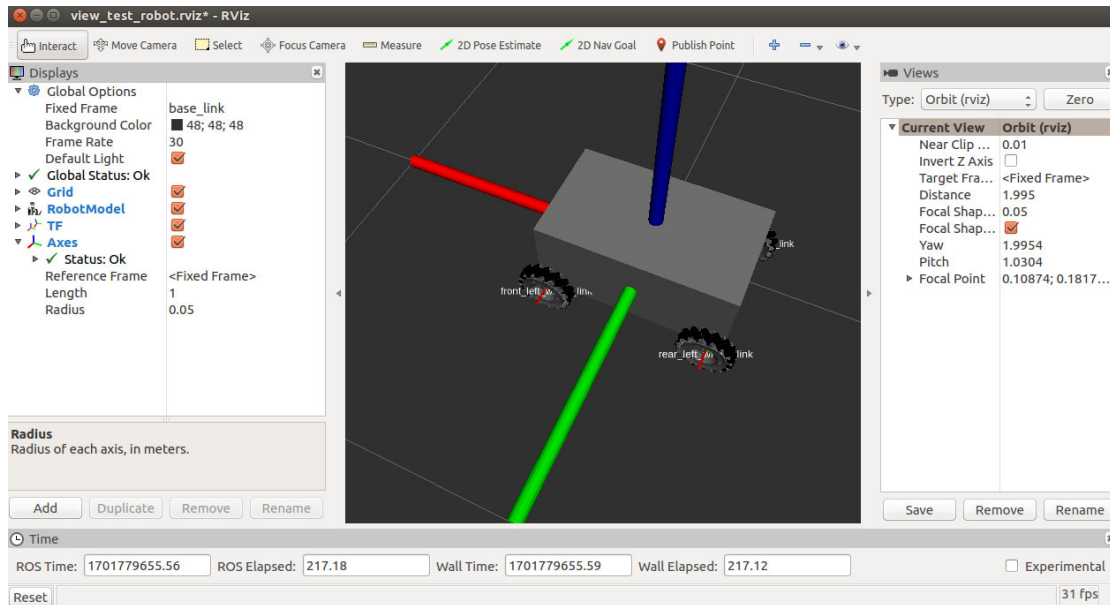 view_test_robot.rviz* - RViz
Interact Move Camera Select Focus Camera Measure 2D Pose Estimate 2D Nav Goal Publish Point
Displays
Global Options
Fixed Frame base_link
Background Color 48; 48; 48
Frame Rate 30
Default Light
Global Status: Ok
Grid
RobotModel
TF
Axes
Status: Ok
Reference Frame <Fixed Frame>
Length 1
Radius 0.05
Radius
Radius of each axis, in meters.
Add Duplicate Remove Rename
link
front_left_w link
rear_left_w link
Views
Type: Orbit (rviz) Zero
Current View Orbit (rviz)
Near Clip ... 0.01
Invert Z Axis
Target Fra... <Fixed Frame>
Distance 1.995
Focal Shap... 0.05
Focal Shap...
Yaw 1.9954
Pitch 1.0304
Focal Point 0.10874; 0.1817...
Save Remove Rename
Time
ROS Time: 1701779655.56 ROS Elapsed: 217.18 Wall Time: 1701779655.59 Wall Elapsed: 217.12 Experimental
Reset 31 fps